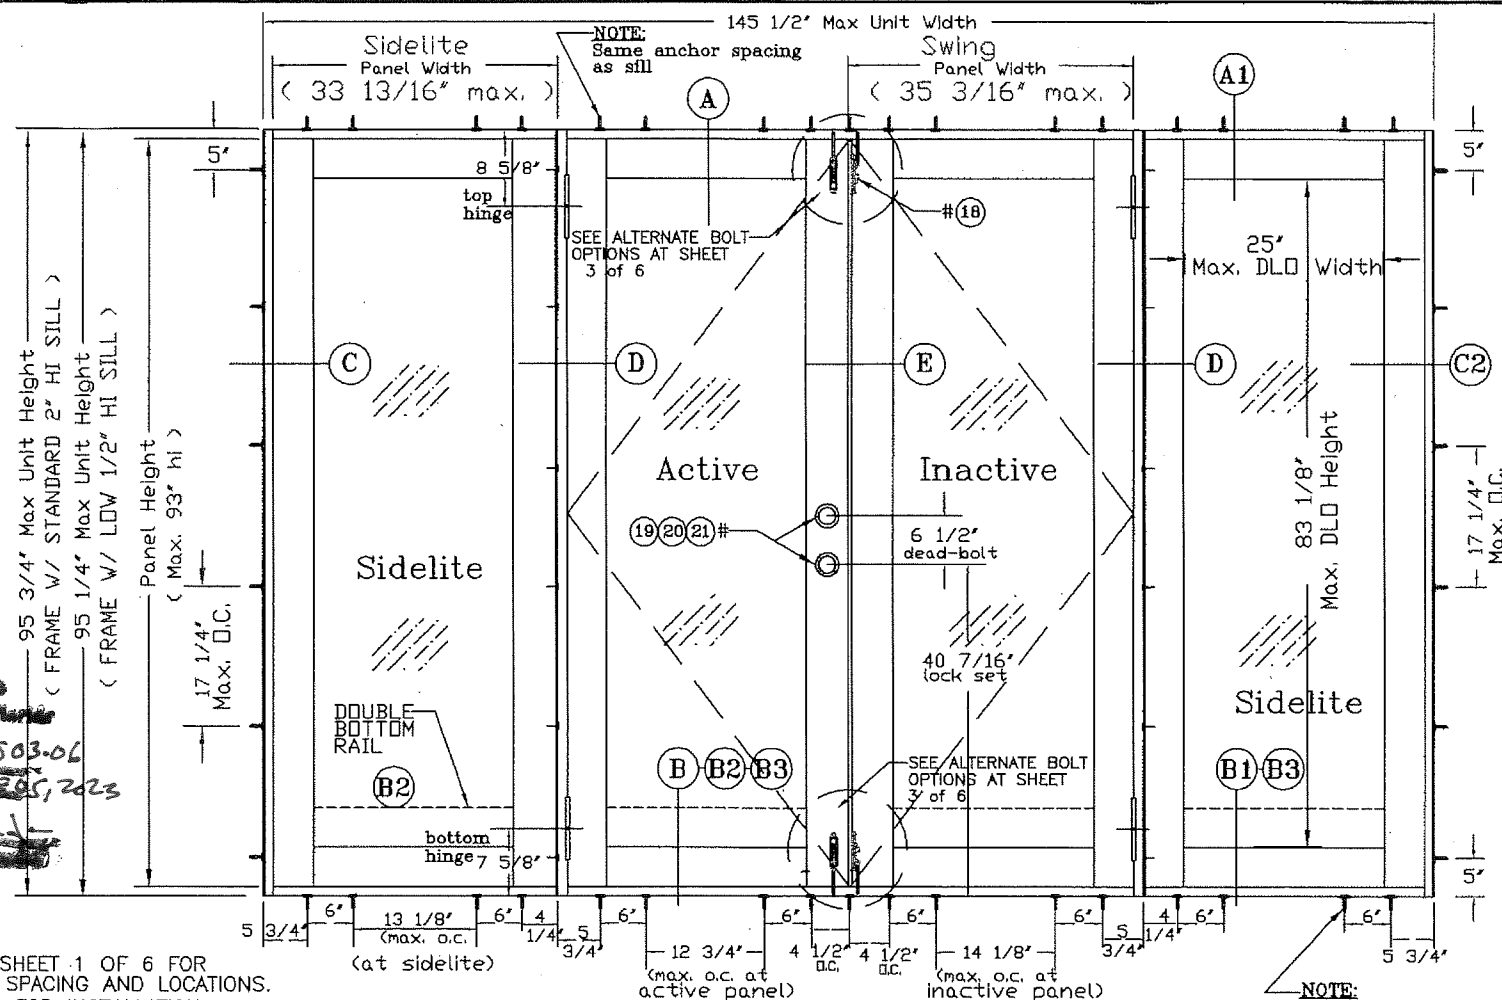 145 1/2" Max Unit Width
Sidelite
Panel Width
( 33 13/16" max. )
NOTE:
Same anchor spacing
as sill
Swing
Panel Width
( 35 3/16" max. )
A
A1
5"
8 5/8"
top
hinge
#18
5"
SEE ALTERNATE BOLT
OPTIONS AT SHEET
3 of 6
25"
Max. DLO Width
95 3/4" Max Unit Height
( FRAME W/ STANDARD 2" HI SILL )
95 1/4" Max Unit Height
( FRAME W/ LOW 1/2" HI SILL )
Panel Height
( Max. 93" hi )
C
D
E
D
C2
Active
Inactive
83 1/8"
Max. DLO Height
17 1/4"
Max. O.C.
19 20 21 #
6 1/2"
dead-bolt
Sidelite
17 1/4"
Max. O.C.
40 7/16"
lock set
Sidelite
DOUBLE
BOTTOM
RAIL
503.06
2023
B2
B B2 B3
SEE ALTERNATE BOLT
OPTIONS AT SHEET
3 of 6
B1 B3
bottom
hinge 7 5/8"
5"
5 3/4" 6" 13 1/8" 6" 4 1/4" 5 3/4" 6" 12 3/4" 6" 4 1/2" 4 1/2" 6" 14 1/8" 6" 5 3/4" 4 1/4" 6" 6" 5 3/4"
(max. o.c.
(at sidelite)
O.C. O.C.
(max. o.c. at
active panel)
(max. o.c. at
inactive panel)
SHEET 1 OF 6 FOR
SPACING AND LOCATIONS.
NOTE: